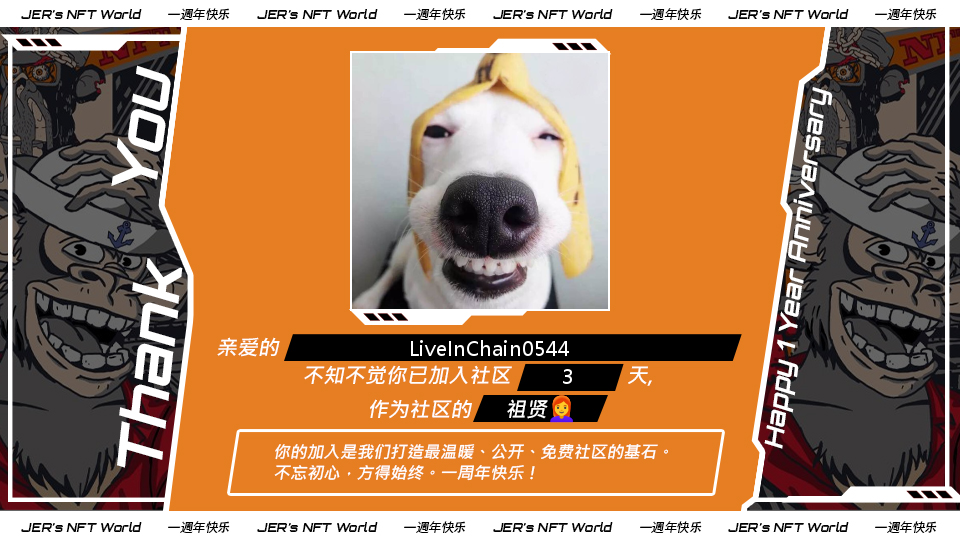 JER's NFT World 一週年快乐 JER's NFT World 一週年快乐 JER's NFT World 一週年快乐 JER's NFT World 一週年快乐
Thank You
Happy 1 Year Anniversary
亲爱的 LiveInChain0544
不知不觉你已加入社区 3 天,
作为社区的 祖贤👩‍🦰
你的加入是我们打造最温暖、公开、免费社区的基石。
不忘初心，方得始终。一周年快乐！
JER's NFT World 一週年快乐 JER's NFT World 一週年快乐 JER's NFT World 一週年快乐 JER's NFT World 一週年快乐